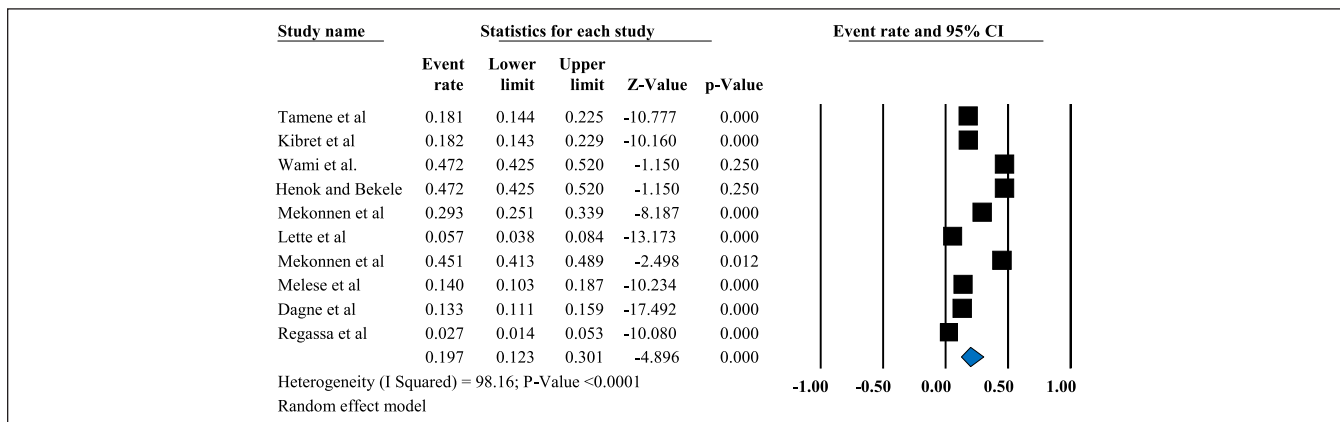 Study name Statistics for each study Event rate and 95% CI
Event Lower Upper
rate limit limit Z-Value p-Value
Tamene et al 0.181 0.144 0.225 -10.777 0.000
Kibret et al 0.182 0.143 0.229 -10.160 0.000
Wami et al. 0.472 0.425 0.520 -1.150 0.250
Henok and Bekele 0.472 0.425 0.520 -1.150 0.250
Mekonnen et al 0.293 0.251 0.339 -8.187 0.000
Lette et al 0.057 0.038 0.084 -13.173 0.000
Mekonnen et al 0.451 0.413 0.489 -2.498 0.012
Melese et al 0.140 0.103 0.187 -10.234 0.000
Dagne et al 0.133 0.111 0.159 -17.492 0.000
Regassa et al 0.027 0.014 0.053 -10.080 0.000
0.197 0.123 0.301 -4.896 0.000
Heterogeneity (I Squared) = 98.16; P-Value <0.0001
-1.00 -0.50 0.00 0.50 1.00
Random effect model